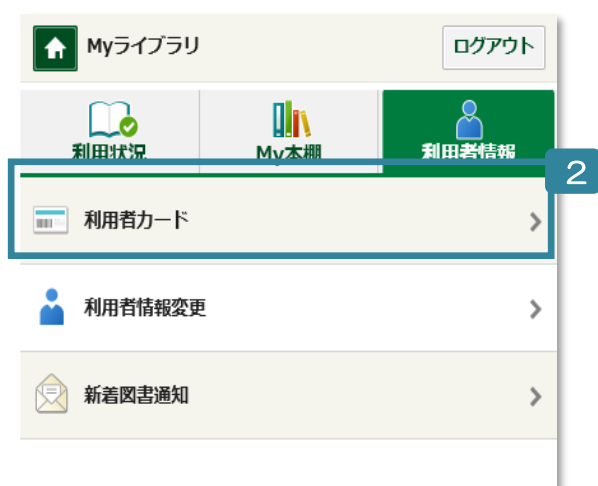 Myライブラリ ログアウト
利用状況 My本棚 利用者情報
2
利用者カード
利用者情報変更
新着図書通知